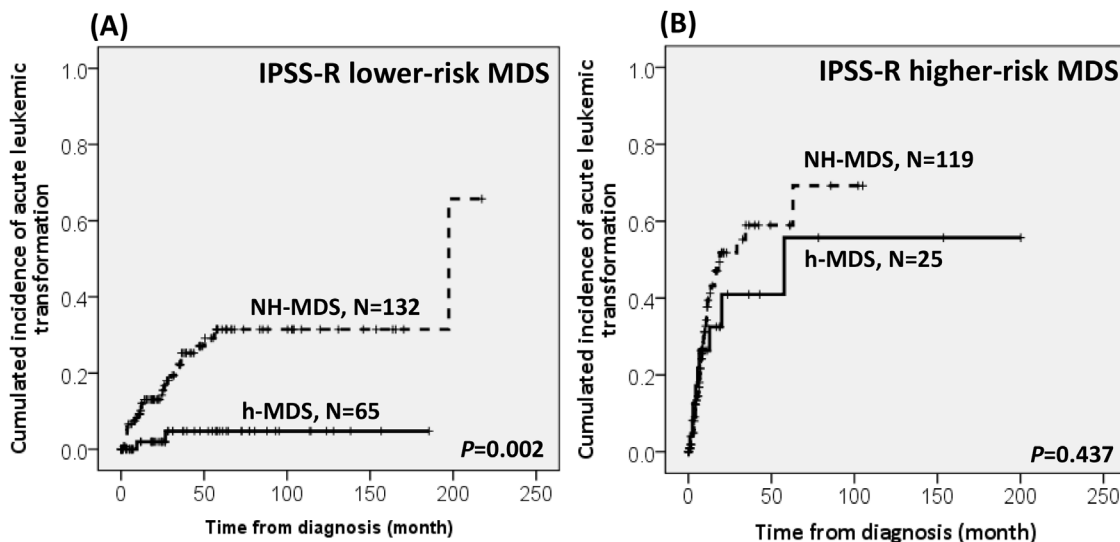 (A)
IPSS-R lower-risk MDS
Cumulated incidence of acute leukemic
transformation
1.0
0.8
0.6
0.4
0.2
0.0
NH-MDS, N=132
h-MDS, N=65
P=0.002
0 50 100 150 200 250
Time from diagnosis (month)
(B)
IPSS-R higher-risk MDS
Cumulated incidence of acute leukemic
transformation
1.0
0.8
0.6
0.4
0.2
0.0
NH-MDS, N=119
h-MDS, N=25
P=0.437
0 50 100 150 200 250
Time from diagnosis (month)